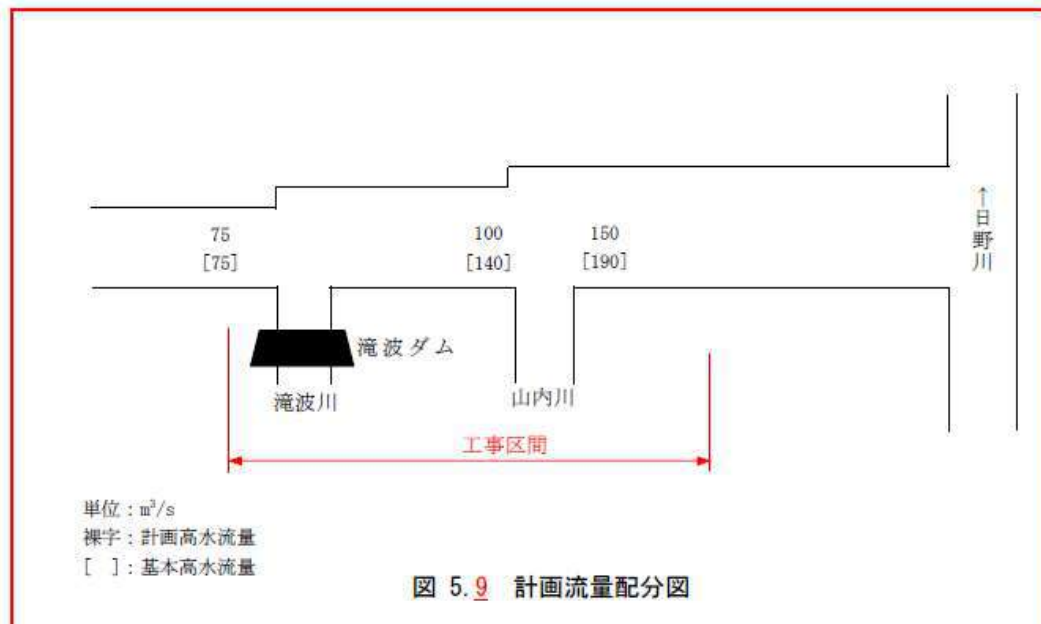 75
[75]
100
[140]
150
[190]
↑日野川
滝波ダム
滝波川
山内川
工事区間
単位：m³/s
裸字：計画高水流量
[ ]：基本高水流量
図 5.9 計画流量配分図